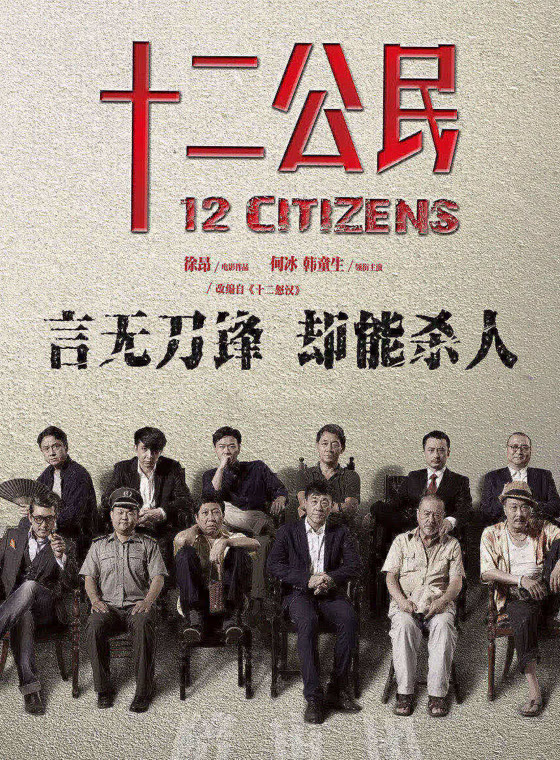 十二公民
12 CITIZENS
徐昂/电影作品 何冰 韩童生/领衔主演
/改编自《十二怒汉》
言无刀锋 却能杀人